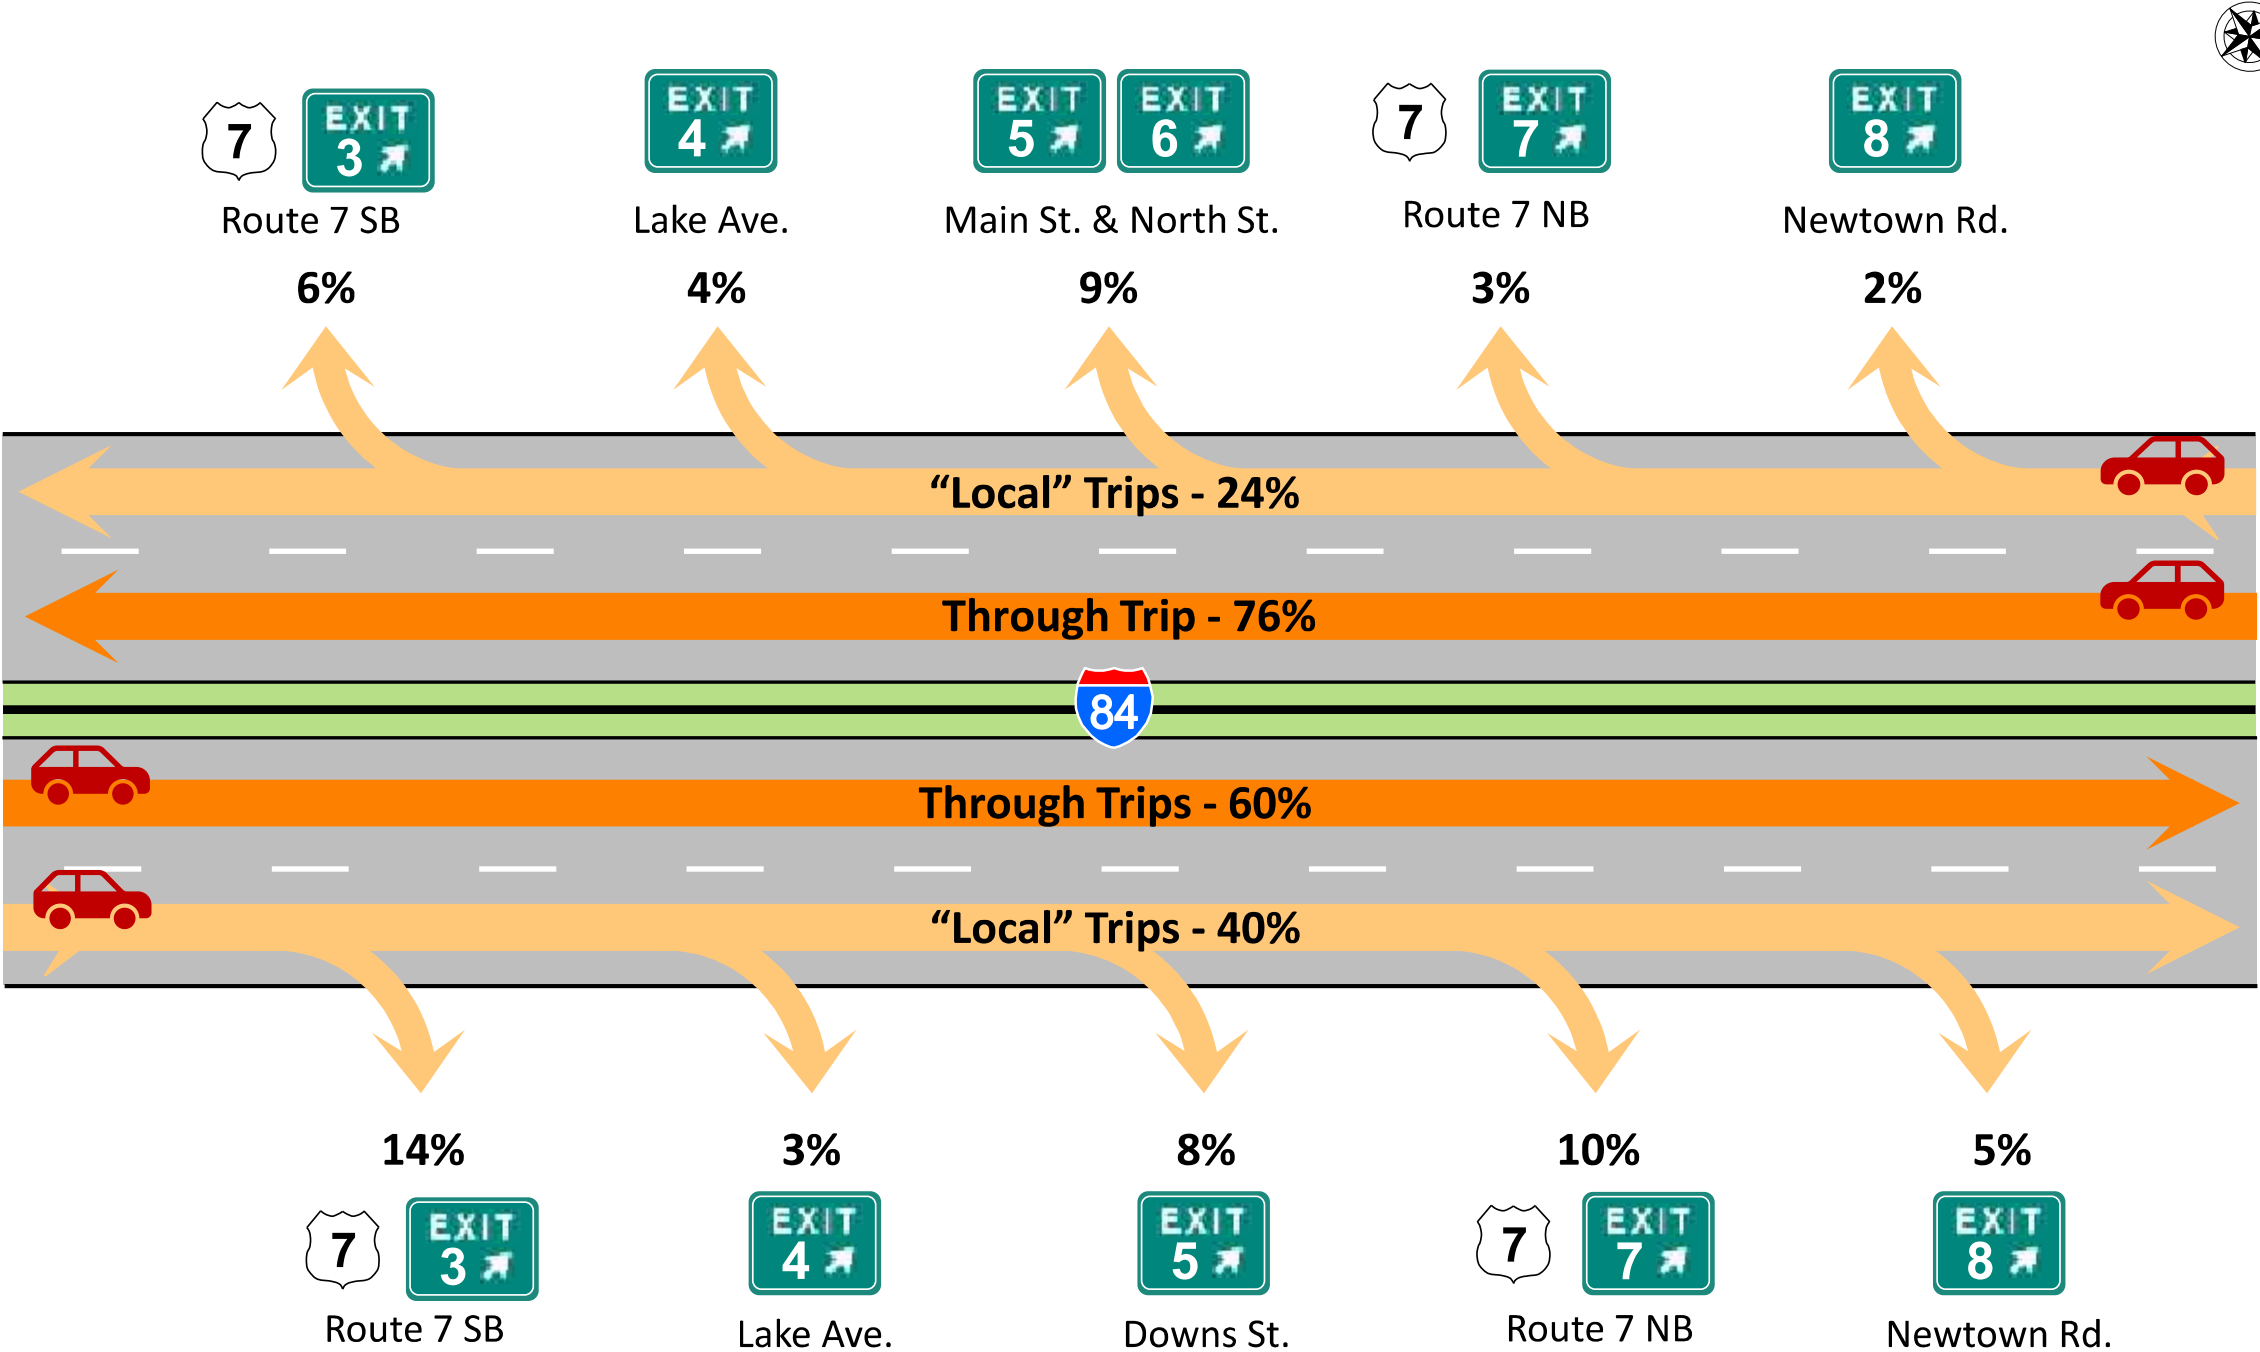 7
EXIT
3
Route 7 SB
6%
EXIT
4
Lake Ave.
4%
EXIT
5
EXIT
6
Main St. & North St.
9%
7
EXIT
7
Route 7 NB
3%
EXIT
8
Newtown Rd.
2%
“Local” Trips - 24%
Through Trip - 76%
84
Through Trips - 60%
“Local” Trips - 40%
14%
7
EXIT
3
Route 7 SB
3%
EXIT
4
Lake Ave.
8%
EXIT
5
Downs St.
10%
7
EXIT
7
Route 7 NB
5%
EXIT
8
Newtown Rd.